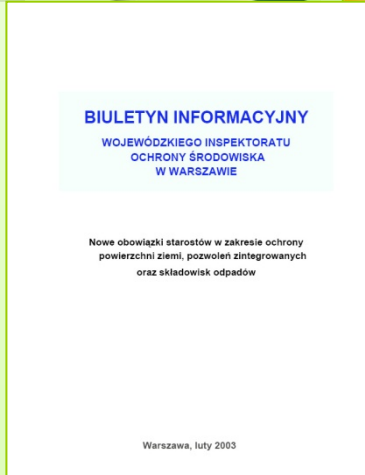 BIULETYN INFORMACYJNY
WOJEWÓDZKIEGO INSPEKTORATU
OCHRONY ŚRODOWISKA
W WARSZAWIE
Nowe obowiązki starostów w zakresie ochrony
powierzchni ziemi, pozwoleń zintegrowanych
oraz składowisk odpadów
Warszawa, luty 2003